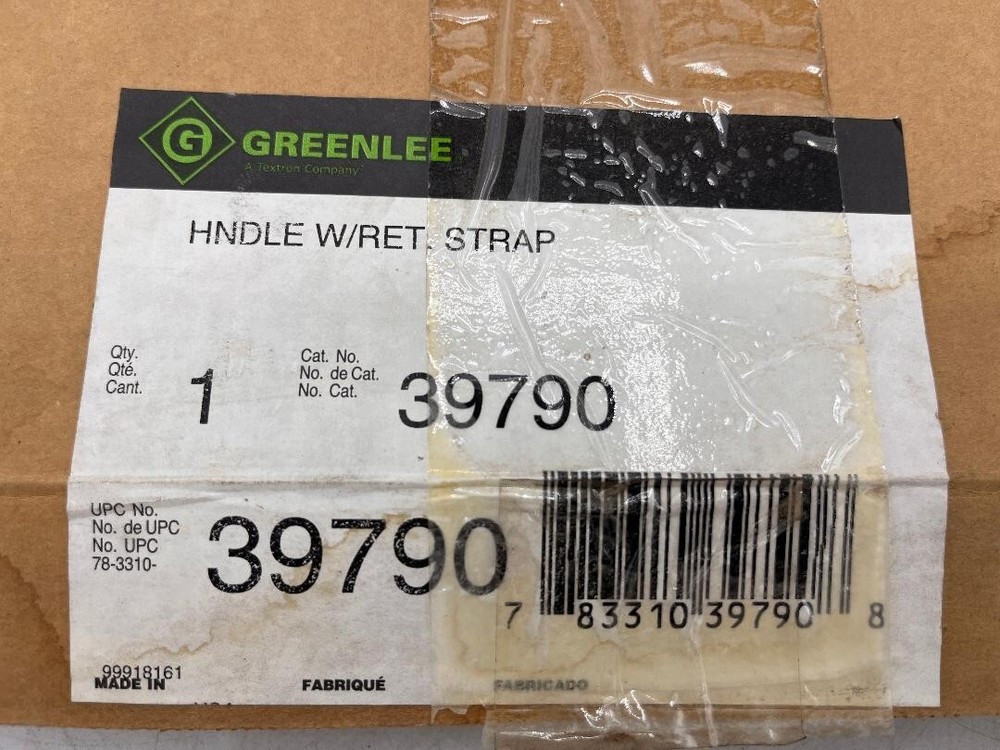 G GREENLEE
A Textron Company
HNDLE W/RET. STRAP
Qty.
Qté.
Cant.
1
Cat. No.
No. de Cat.
No. Cat.
39790
UPC No.
No. de UPC
No. UPC
78-3310-
39790
7 83310 39790 8
99918161
MADE IN FABRIQUÉ FABRICADO